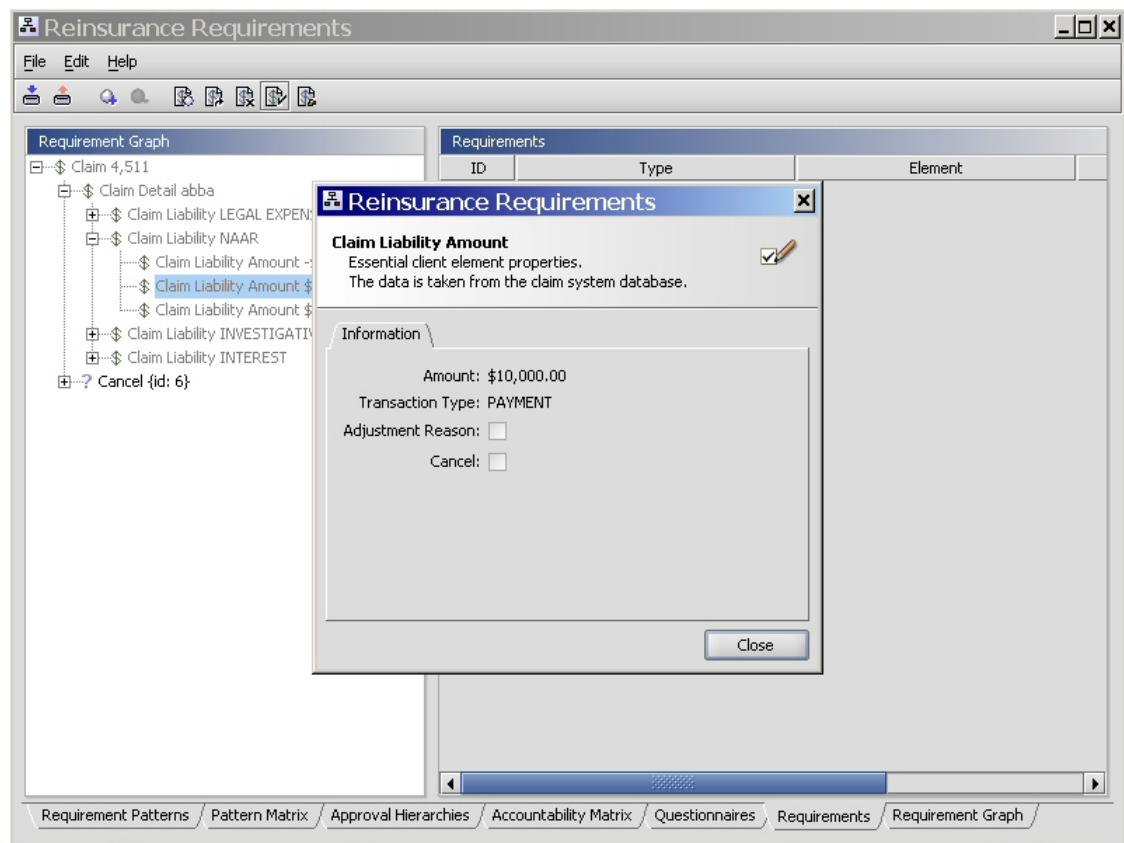 Reinsurance Requirements
File Edit Help
Requirement Graph
Requirements
ID Type Element
$ Claim 4,511
$ Claim Detail abba
$ Claim Liability LEGAL
$ Claim Liability NAAR
$ Claim Liability Amount
$ Claim Liability Amount $
$ Claim Liability Amount $
$ Claim Liability
$ Claim Liability INTEREST
? Cancel {id: 6}
Reinsurance Requirements
Claim Liability Amount
Essential client element properties.
The data is taken from the claim system database.
Information
Amount: $10,000.00
Transaction Type: PAYMENT
Adjustment Reason:
Cancel:
Close
Requirement Patterns Pattern Matrix Approval Hierarchies Accountability Matrix Questionnaires Requirements Requirement Graph